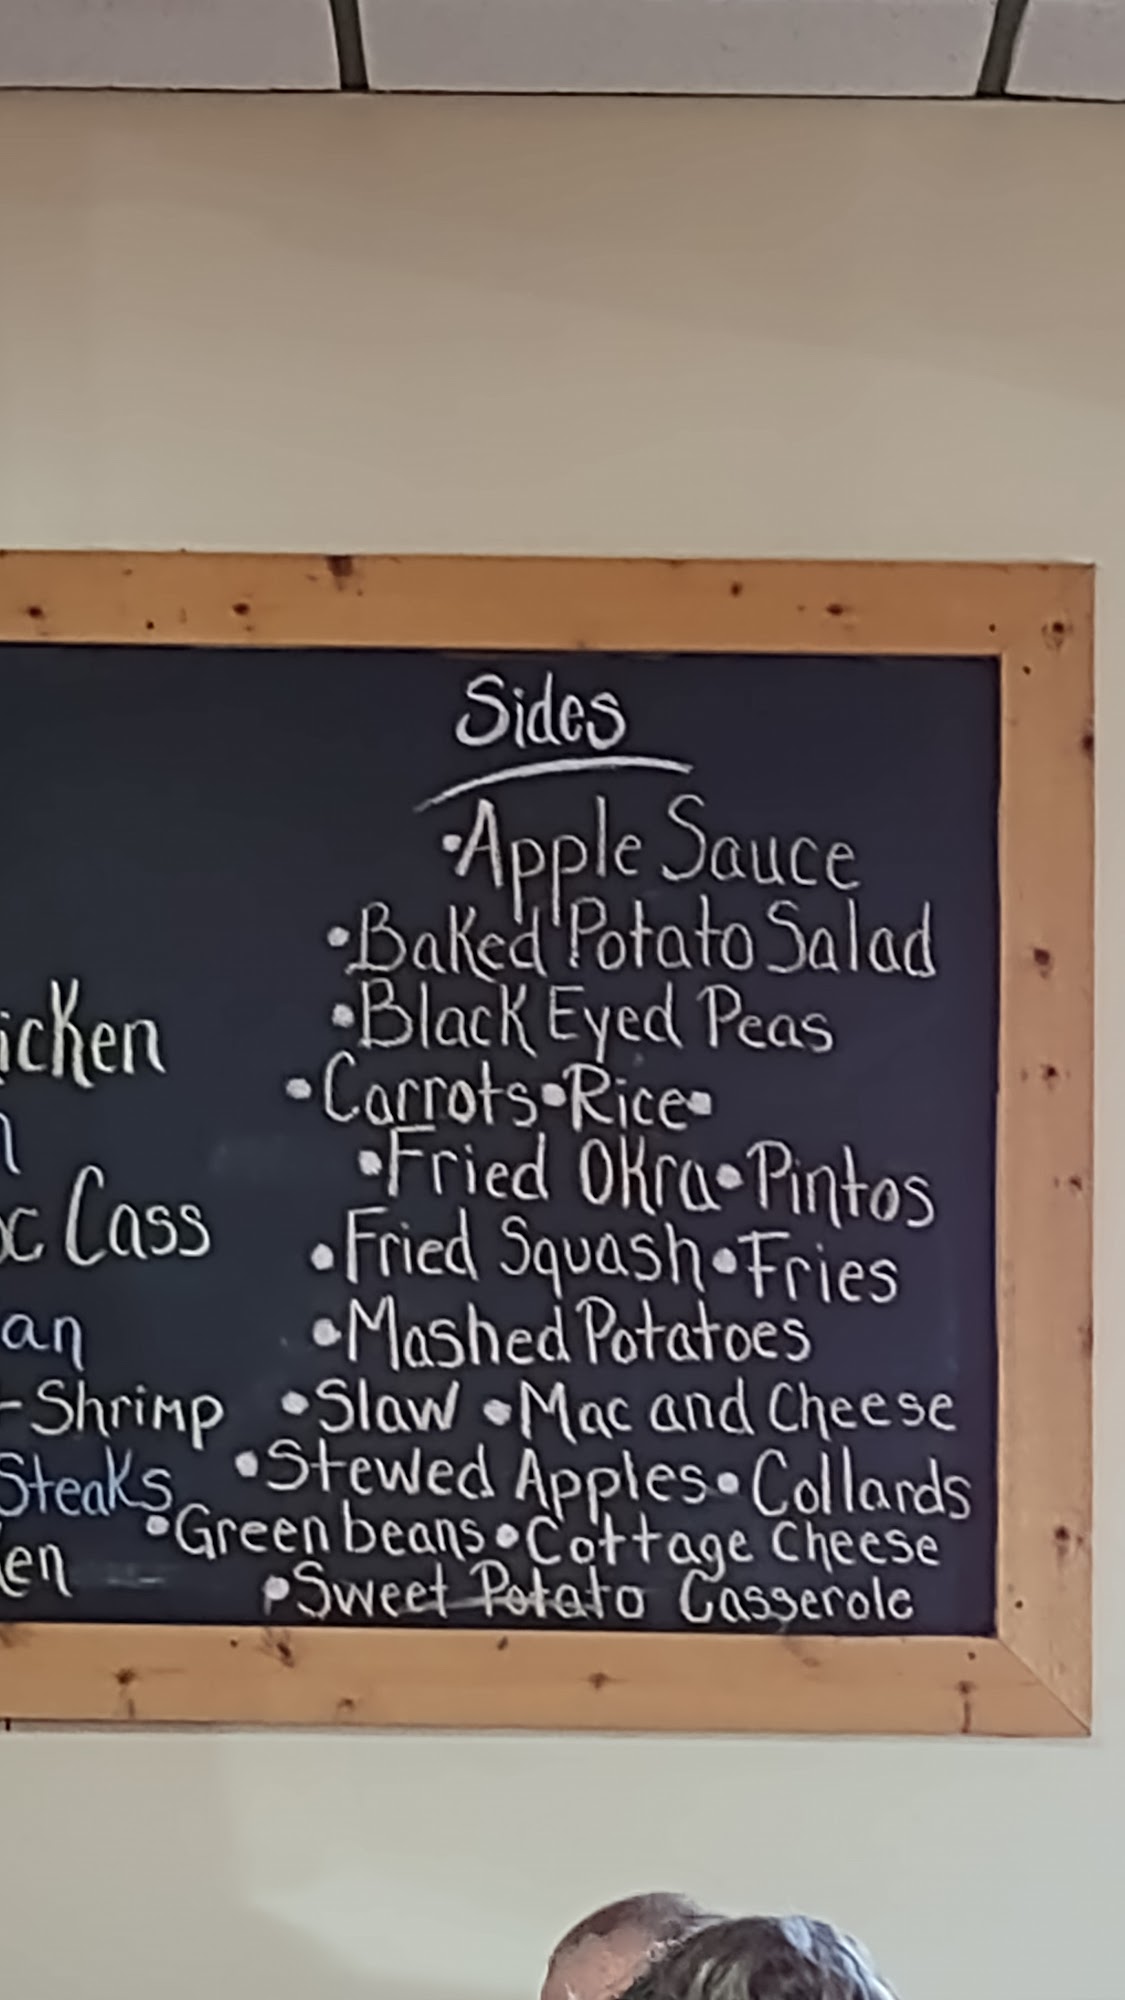 Sides
•Apple Sauce
•Baked Potato Salad
•Black Eyed Peas
•Carrots•Rice•
•Fried Okra•Pintos
•Fried Squash•Fries
•Mashed Potatoes
•Slaw •Mac and Cheese
•Stewed Apples•Collards
•Green beans•Cottage Cheese
•Sweet Potato Casserole
icken
Cass
an
-Shrimp
Steaks
en